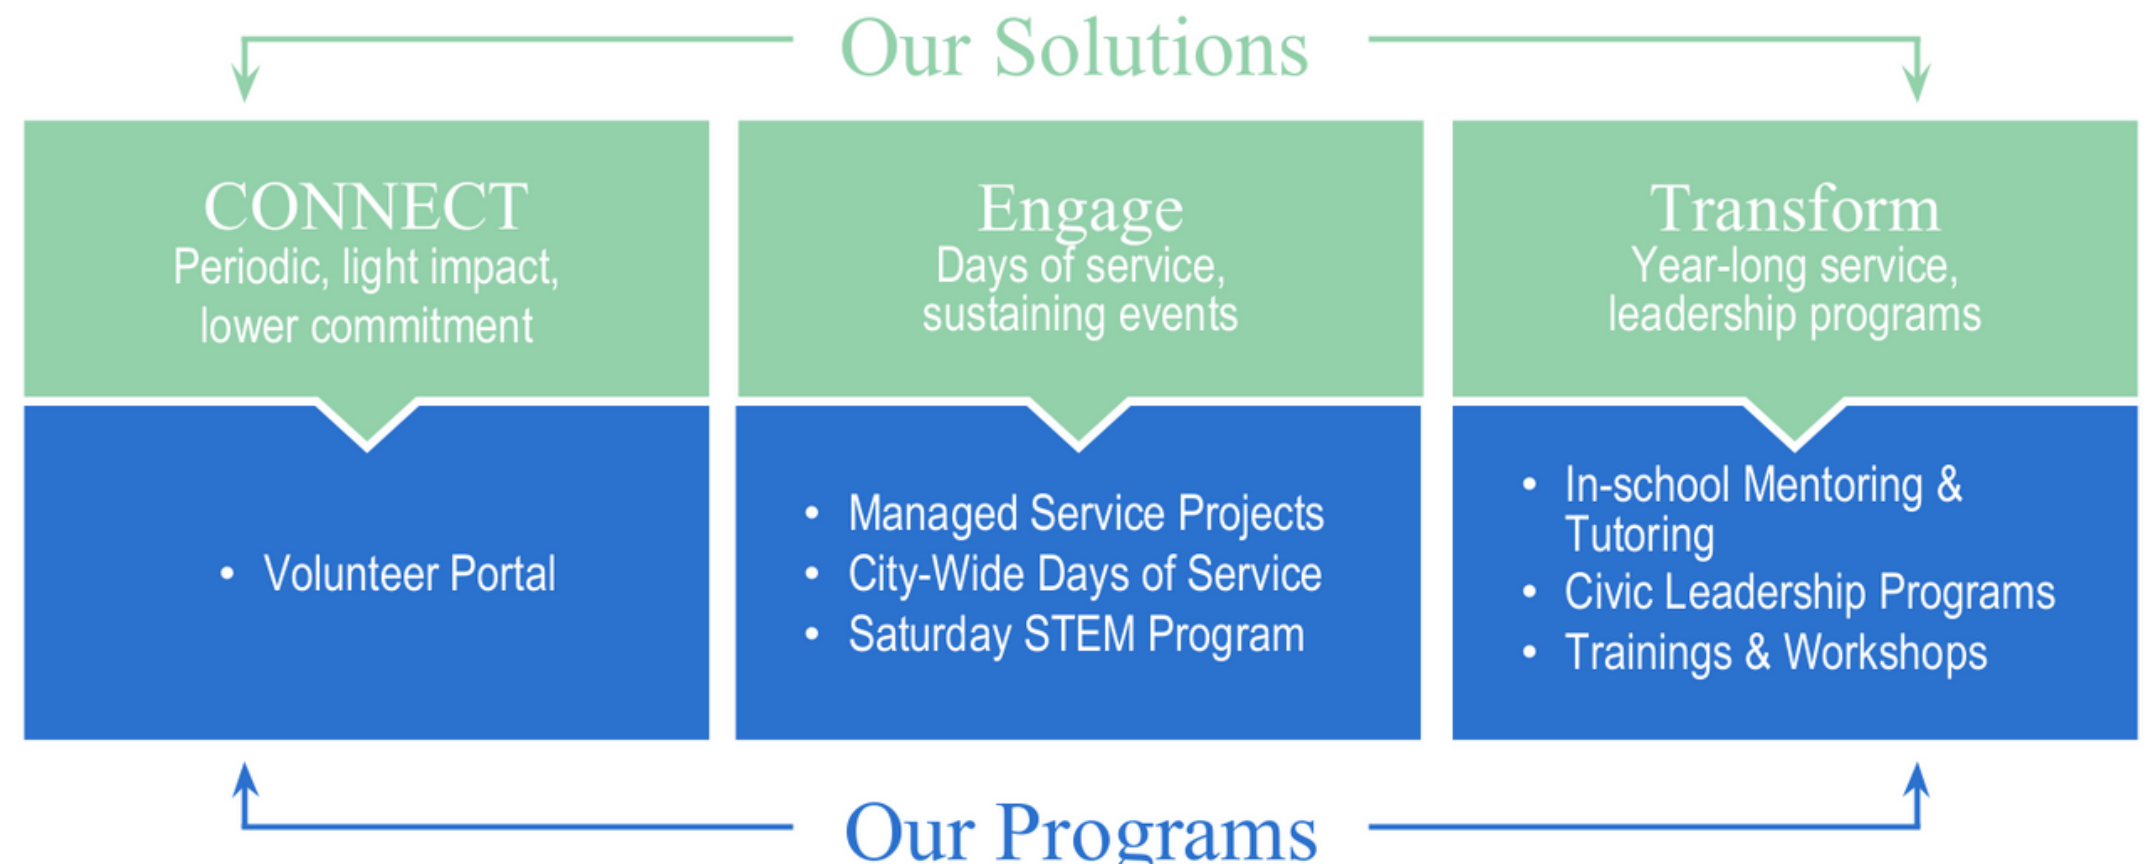 Our Solutions
CONNECT
Periodic, light impact,
lower commitment
Engage
Days of service,
sustaining events
Transform
Year-long service,
leadership programs
• Volunteer Portal
• Managed Service Projects
• City-Wide Days of Service
• Saturday STEM Program
• In-school Mentoring &
Tutoring
• Civic Leadership Programs
• Trainings & Workshops
Our Programs